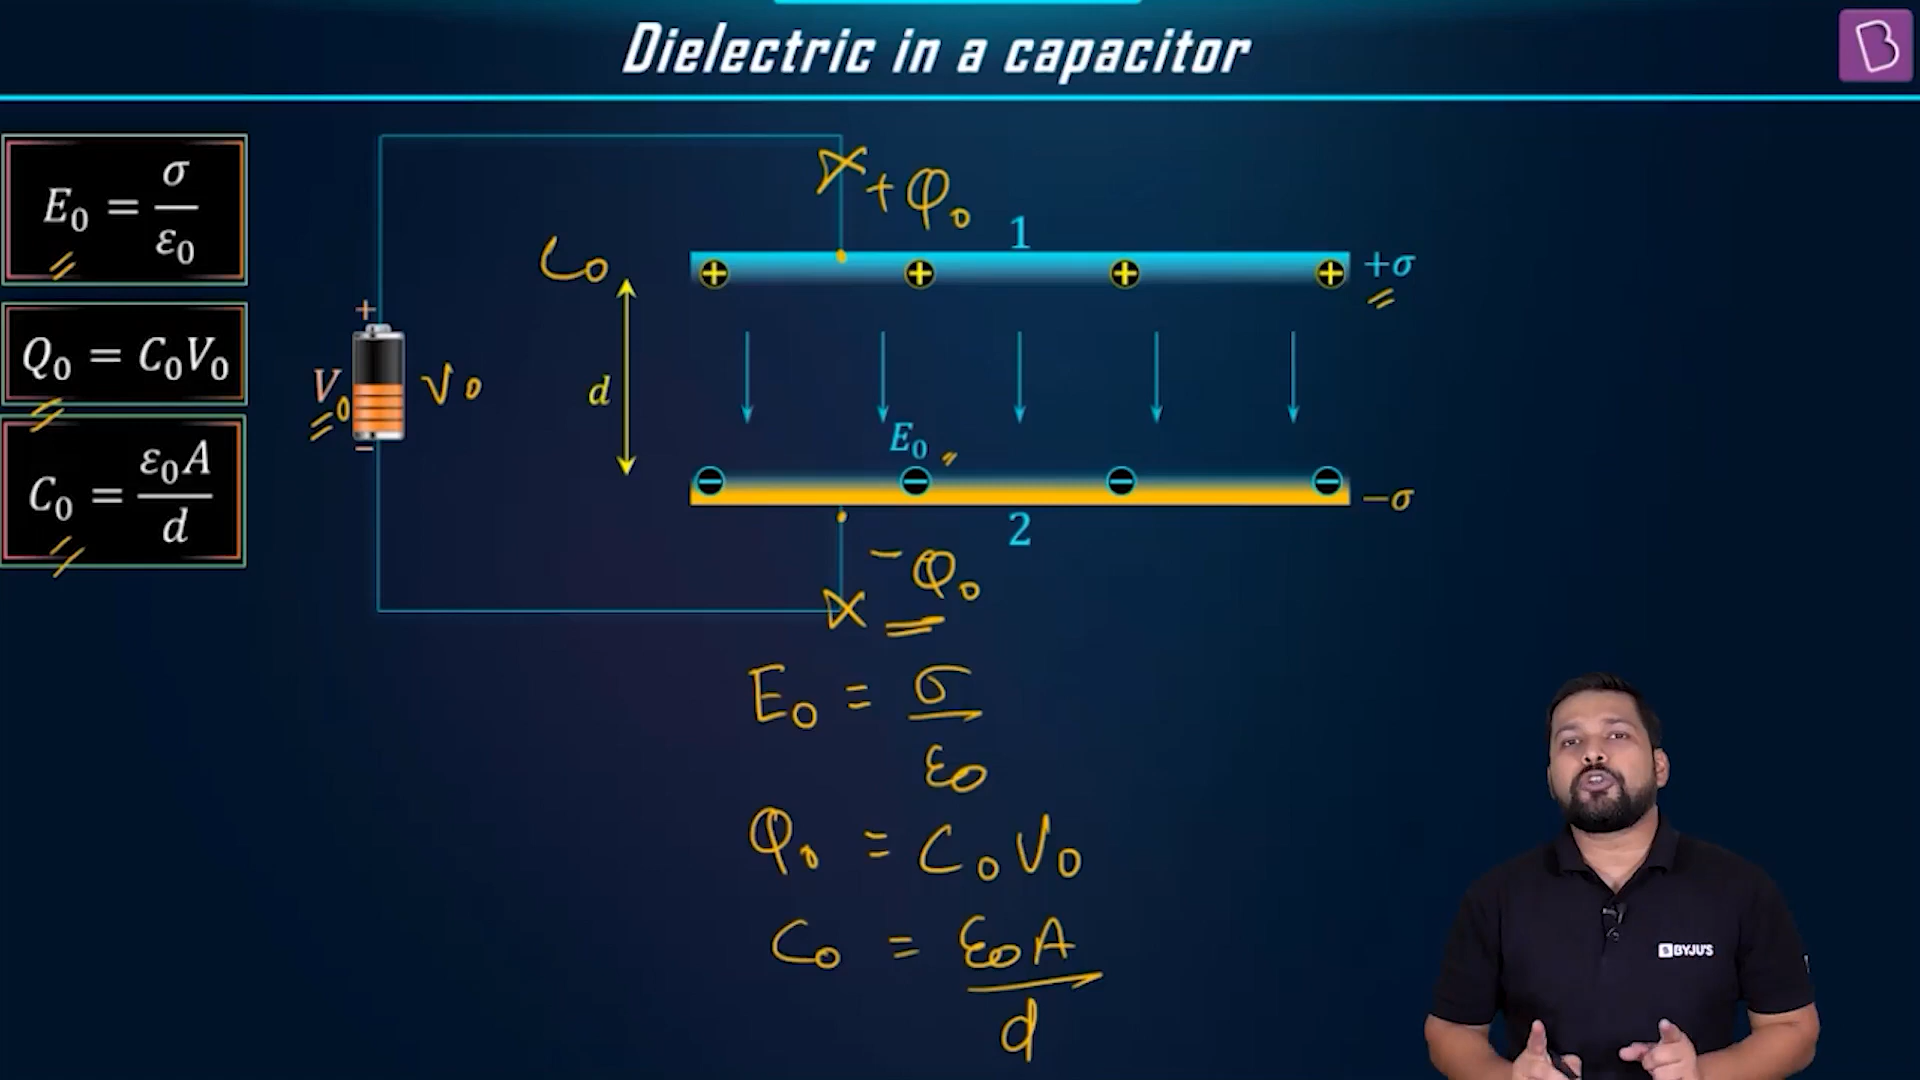 Dielectric in a capacitor
B
E₀ = σ/ε₀
Q₀ = C₀V₀
C₀ = ε₀A/d
+
V₀
−
V₀
C₀
d
+Q₀
1
+ + + +
+σ
E₀
− − − −
−σ
2
−Q₀
E₀ = σ/ε₀
Q₀ = C₀V₀
C₀ = ε₀A/d
B BYJU'S